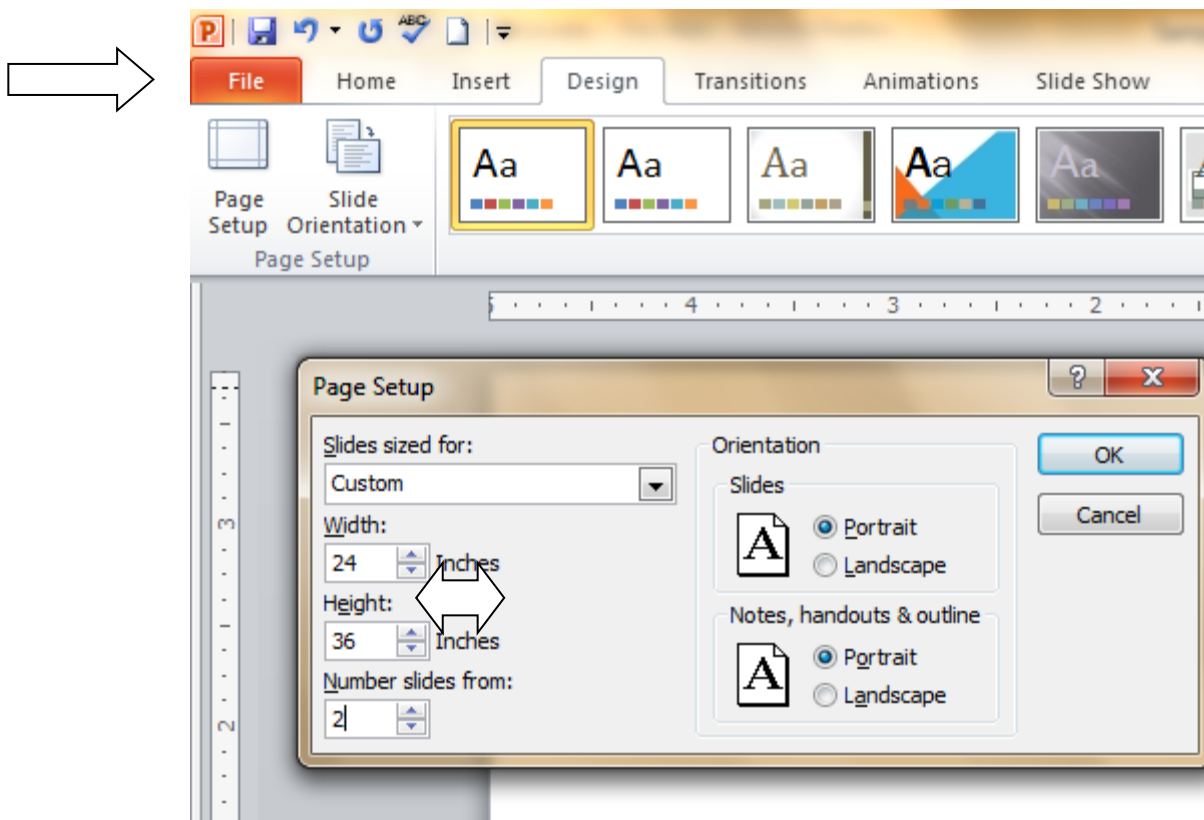 P ABC
File Home Insert Design Transitions Animations Slide Show
Aa Aa Aa Aa Aa
Page Setup
Slide Orientation
Page Setup
4 3 2
Page Setup ? X
3
2
Slides sized for:
Custom
Width:
24 Inches
Height:
36 Inches
Number slides from:
2
Orientation
Slides
A Portrait
Landscape
Notes, handouts & outline
A Portrait
Landscape
OK
Cancel